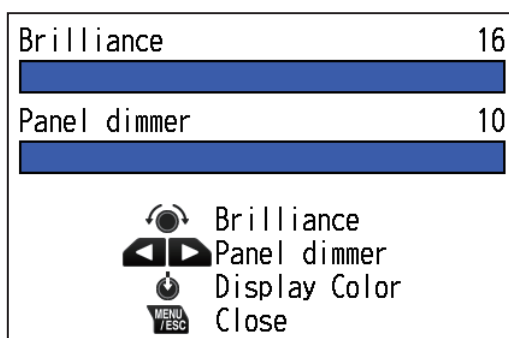 Brilliance 16
Panel dimmer 10
Brilliance
Panel dimmer
Display Color
MENU
/ESC Close